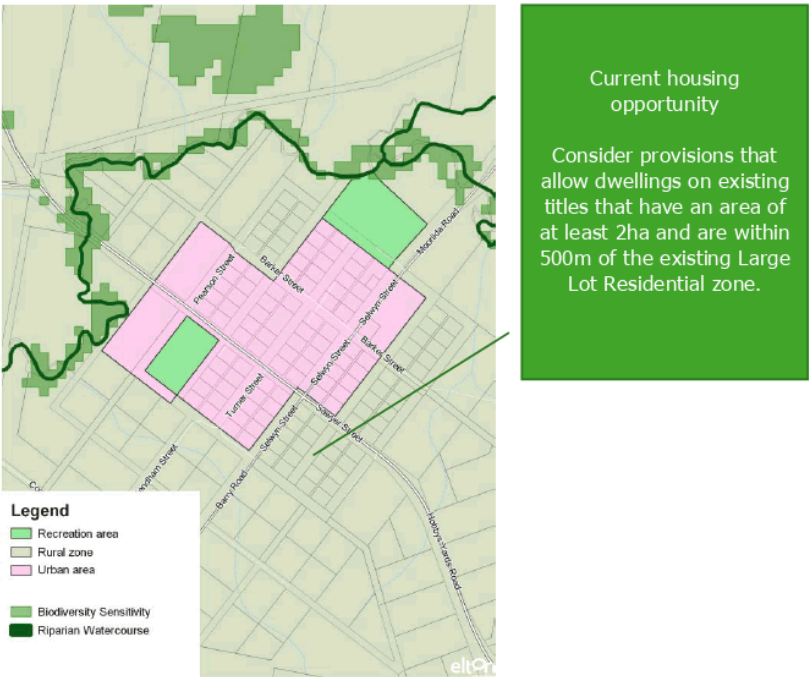 Current housing
opportunity
Consider provisions that
allow dwellings on existing
titles that have an area of
at least 2ha and are within
500m of the existing Large
Lot Residential zone.
Moorilda Road
Pearson Street
Barker Street
Selwyn Street
Barker Street
Selwyn Street
Turner Street
Sawyer Street
Selwyn Street
Barry Road
Hobbys Yards Road
Legend
Recreation area
Rural zone
Urban area
Biodiversity Sensitivity
Riparian Watercourse